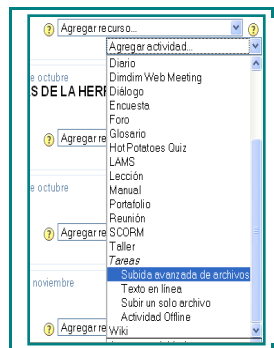 Agregar recurso...
Agregar actividad...
Diario
Dimdim Web Meeting
e octubre
Diálogo
S DE LA HERR
Encuesta
Foro
Agregar re
Glosario
Hot Potatoes Quiz
LAMS
e octubre
Lección
Manual
Portafolio
Reunión
Agregar re
SCORM
Taller
Tareas
Subida avanzada de archivos
noviembre
Texto en línea
Subir un solo archivo
Actividad Offline
Agregar re
Wiki